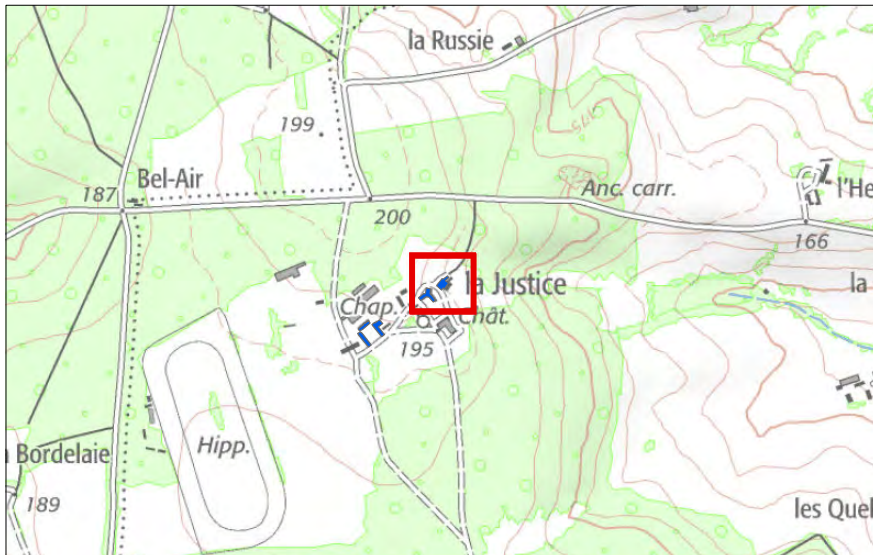 la Russie
199
175
Bel-Air
187
Anc. carr.
l'He
200
166
la Justice
la
Chap.
Chât.
195
Hipp.
Bordelaie
189
les Quel